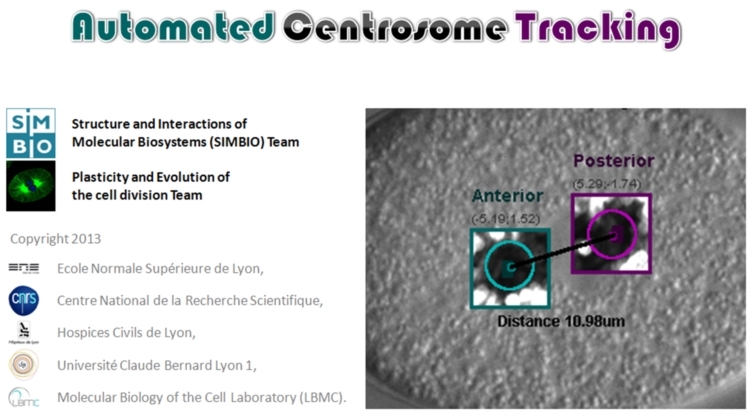 Automated Centrosome Tracking
SiM
BIO
Structure and Interactions of
Molecular Biosystems (SIMBIO) Team
Plasticity and Evolution of
the cell division Team
Copyright 2013
Ecole Normale Supérieure de Lyon,
cnrs
Centre National de la Recherche Scientifique,
Hospices Civils de Lyon,
Université Claude Bernard Lyon 1,
LBMC
Molecular Biology of the Cell Laboratory (LBMC).
Posterior
(5.29;-1.74)
Anterior
(-5.19;1.52)
Distance 10.98um